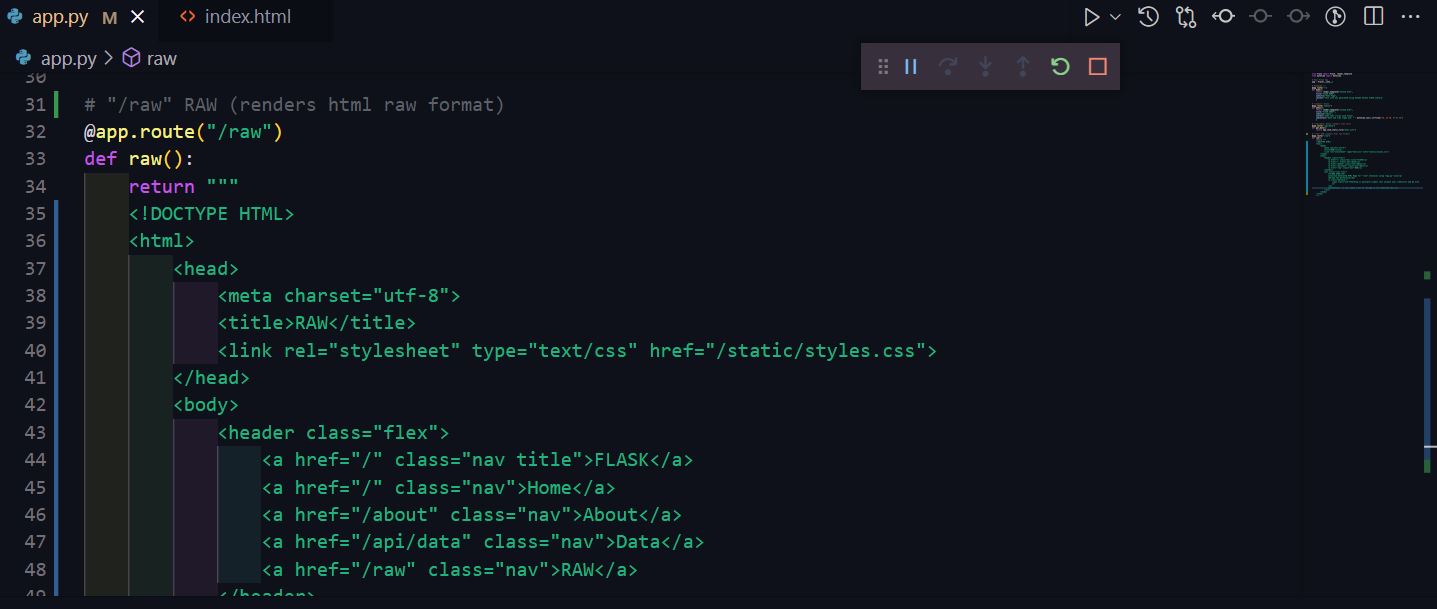 app.py M
index.html
app.py > raw
30
31 # "/raw" RAW (renders html raw format)
32 @app.route("/raw")
33 def raw():
34     return """
35     <!DOCTYPE HTML>
36     <html>
37         <head>
38             <meta charset="utf-8">
39             <title>RAW</title>
40             <link rel="stylesheet" type="text/css" href="/static/styles.css">
41         </head>
42         <body>
43             <header class="flex">
44                 <a href="/" class="nav title">FLASK</a>
45                 <a href="/" class="nav">Home</a>
46                 <a href="/about" class="nav">About</a>
47                 <a href="/api/data" class="nav">Data</a>
48                 <a href="/raw" class="nav">RAW</a>
49             </header>